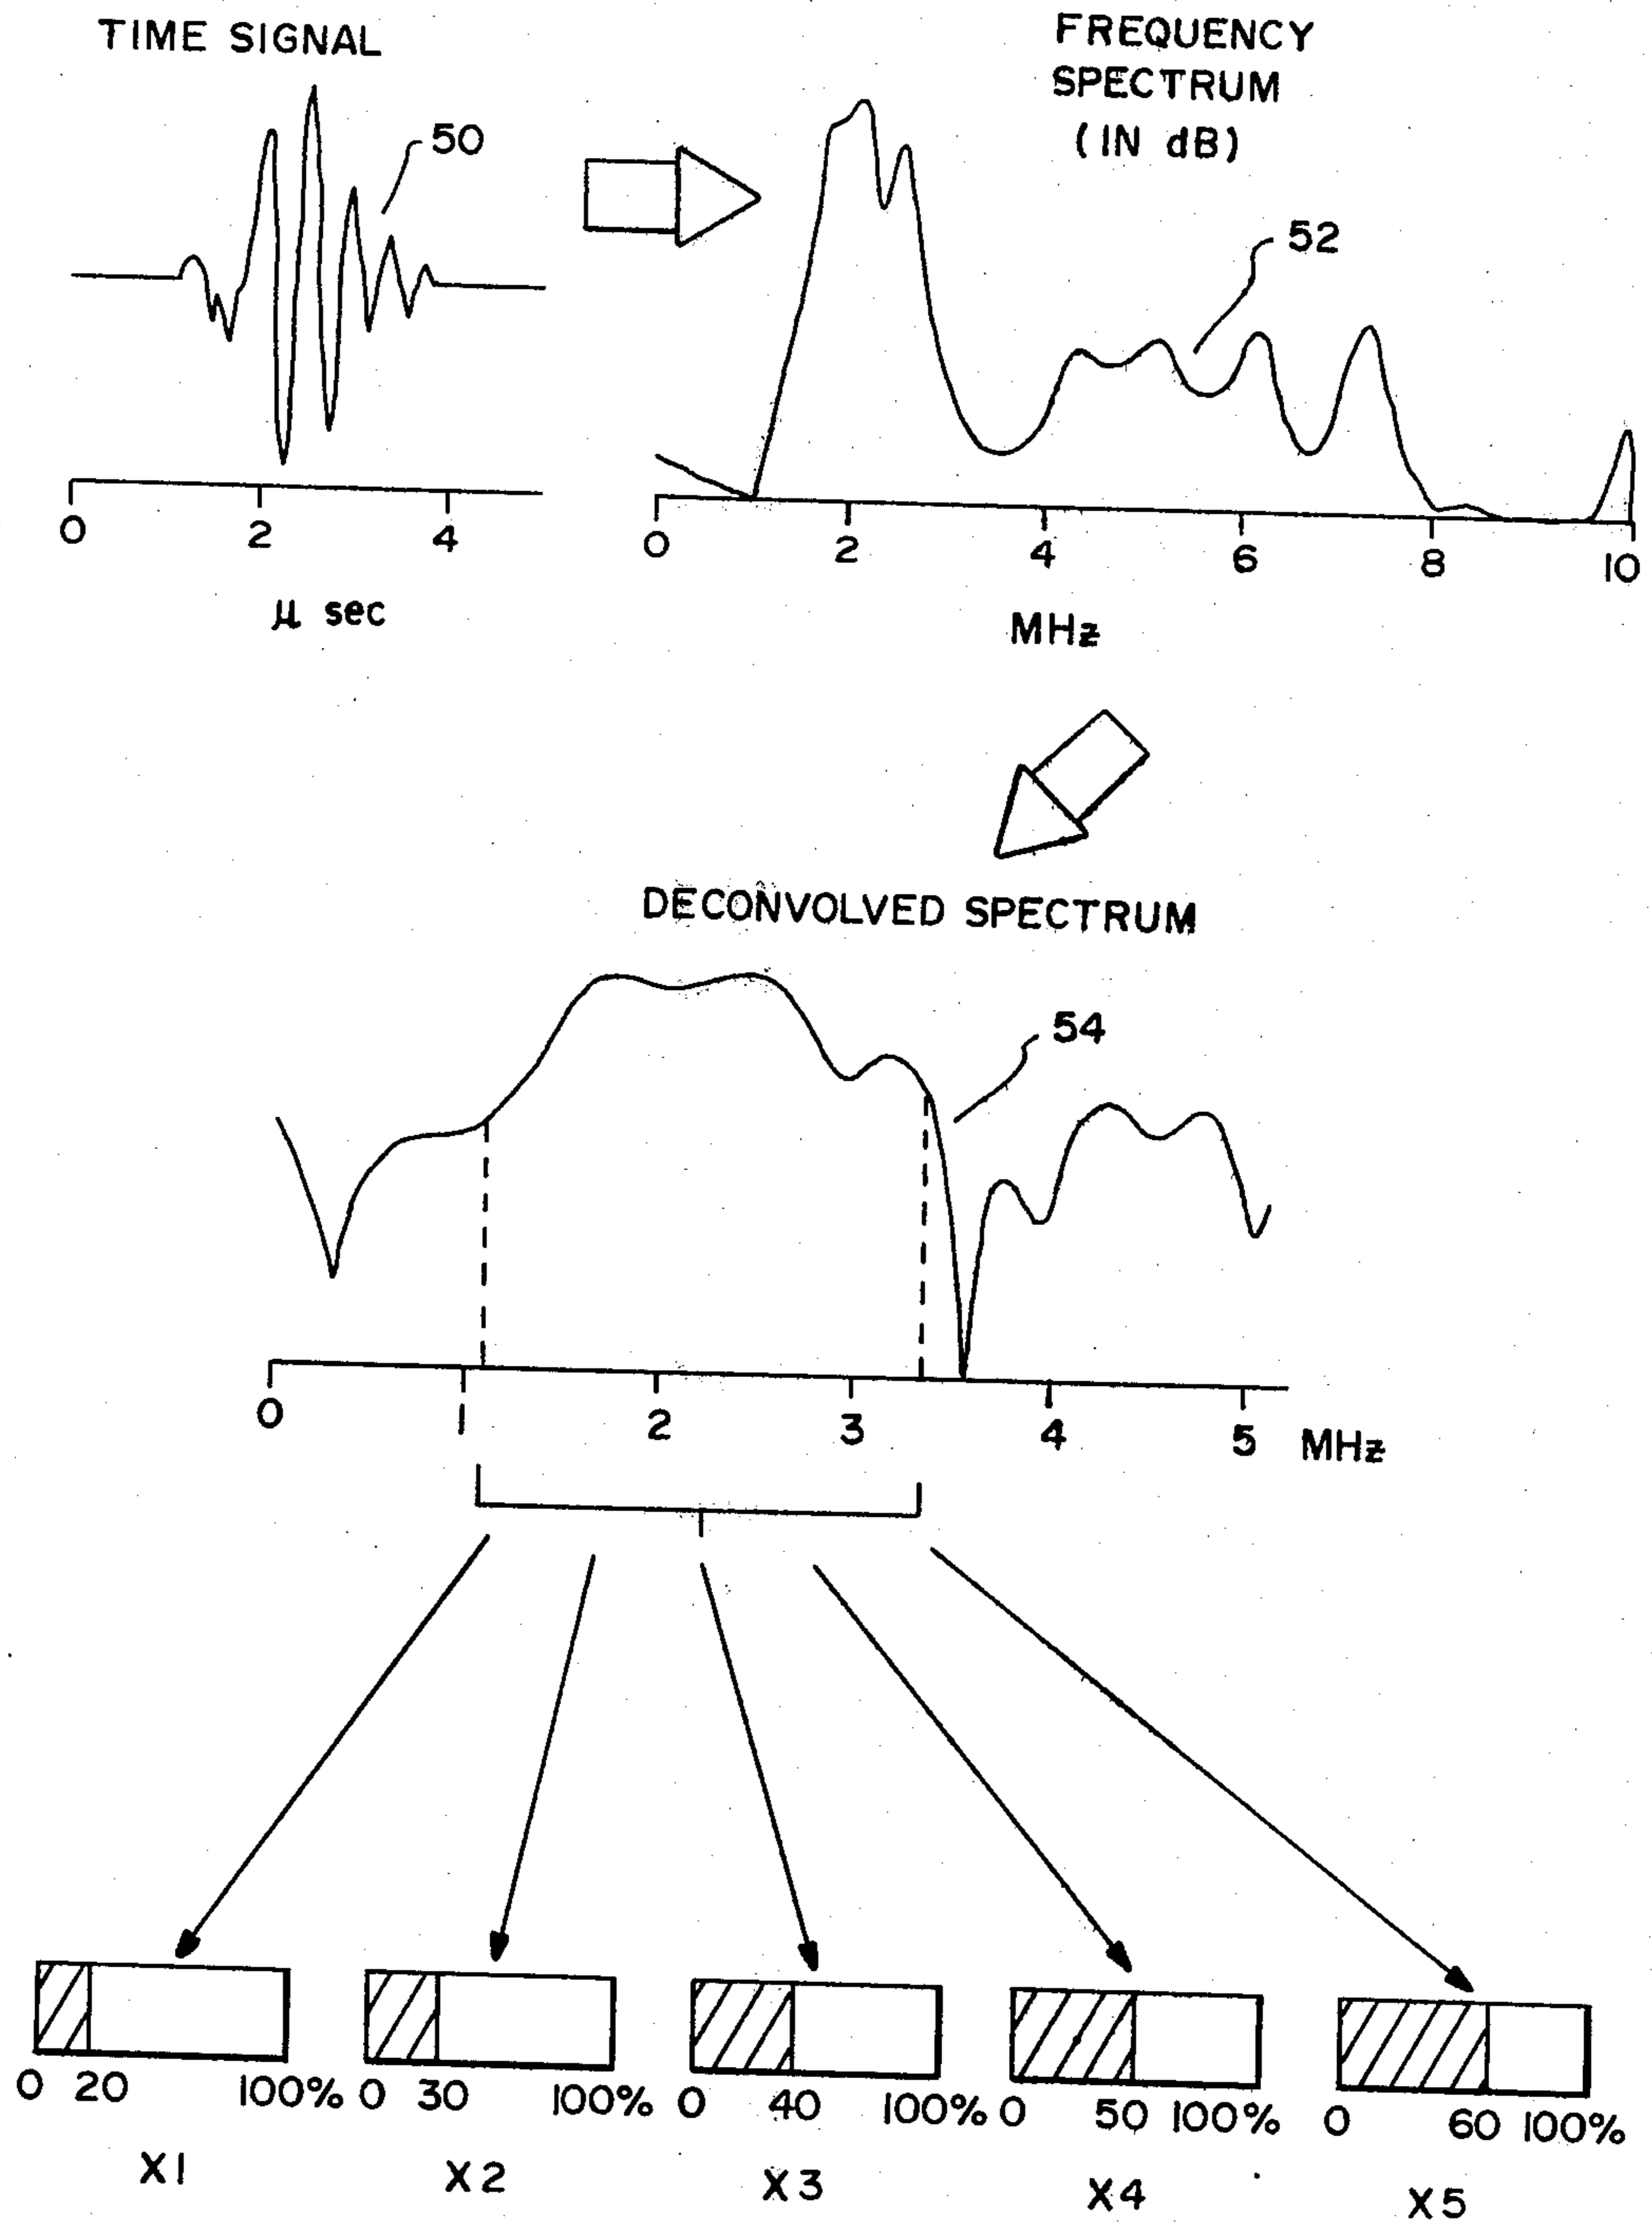 TIME SIGNAL
50
0 2 4
μ sec
FREQUENCY
SPECTRUM
(IN dB)
52
0 2 4 6 8 10
MHz
DECONVOLVED SPECTRUM
54
0 1 2 3 4 5 MHz
0 20 100% 0 30 100% 0 40 100% 0 50 100% 0 60 100%
X1 X2 X3 X4 X5